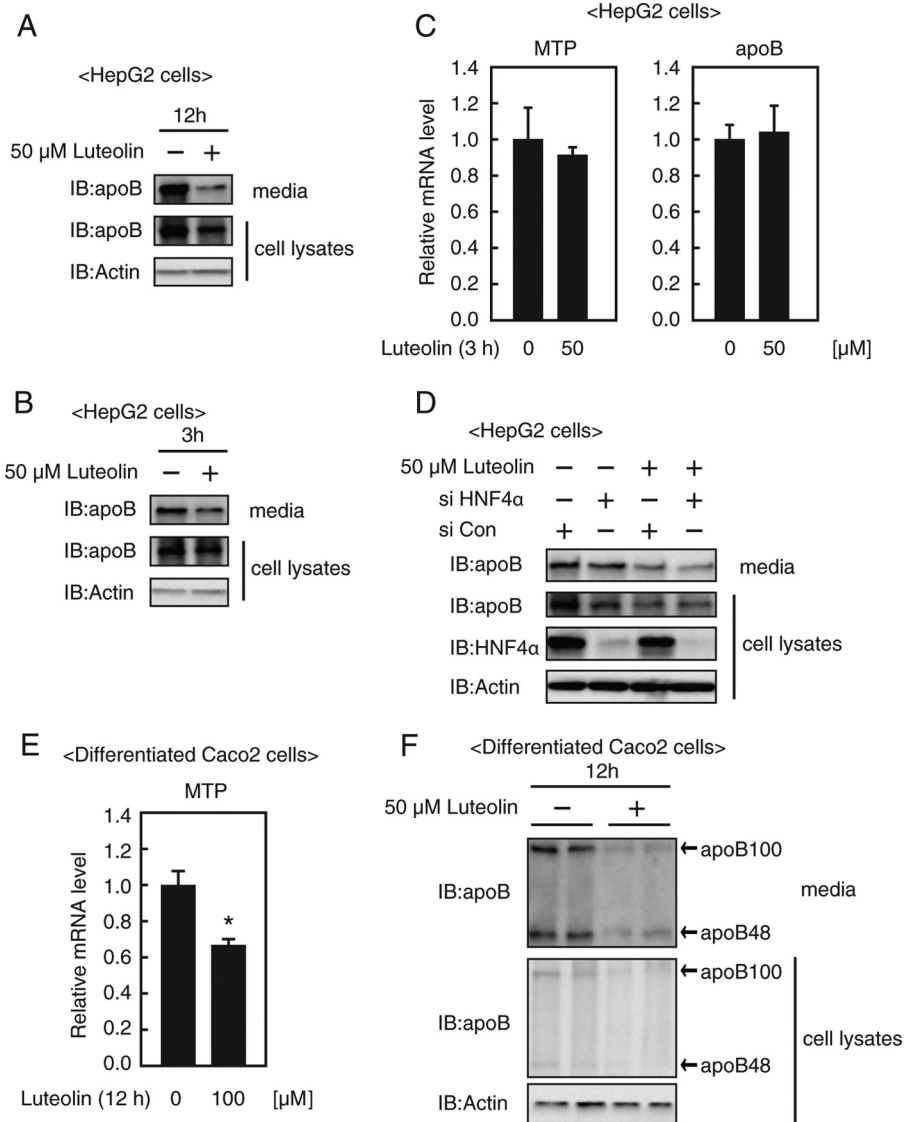 A
<HepG2 cells>
12h
50 μM Luteolin − +
IB:apoB media
IB:apoB
cell lysates
IB:Actin
B
<HepG2 cells>
3h
50 μM Luteolin − +
IB:apoB media
IB:apoB
cell lysates
IB:Actin
C
<HepG2 cells>
MTP apoB
Relative mRNA level
1.4 1.4
1.2 1.2
1.0 1.0
0.8 0.8
0.6 0.6
0.4 0.4
0.2 0.2
0.0 0.0
Luteolin (3 h) 0 50 0 50 [μM]
D
<HepG2 cells>
50 μM Luteolin − − + +
si HNF4α − + − +
si Con + − + −
IB:apoB media
IB:apoB
IB:HNF4α cell lysates
IB:Actin
E
<Differentiated Caco2 cells>
MTP
Relative mRNA level
1.4
1.2
1.0
0.8
0.6
0.4
0.2
0.0
*
Luteolin (12 h) 0 100 [μM]
F
<Differentiated Caco2 cells>
12h
50 μM Luteolin − +
←apoB100
IB:apoB media
←apoB48
←apoB100
IB:apoB cell lysates
←apoB48
IB:Actin